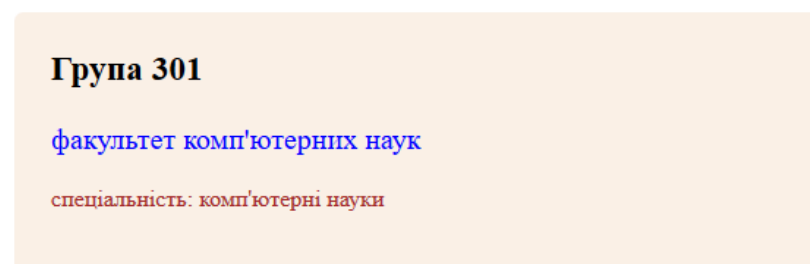 Група 301
факультет комп'ютерних наук
спеціальність: комп'ютерні науки